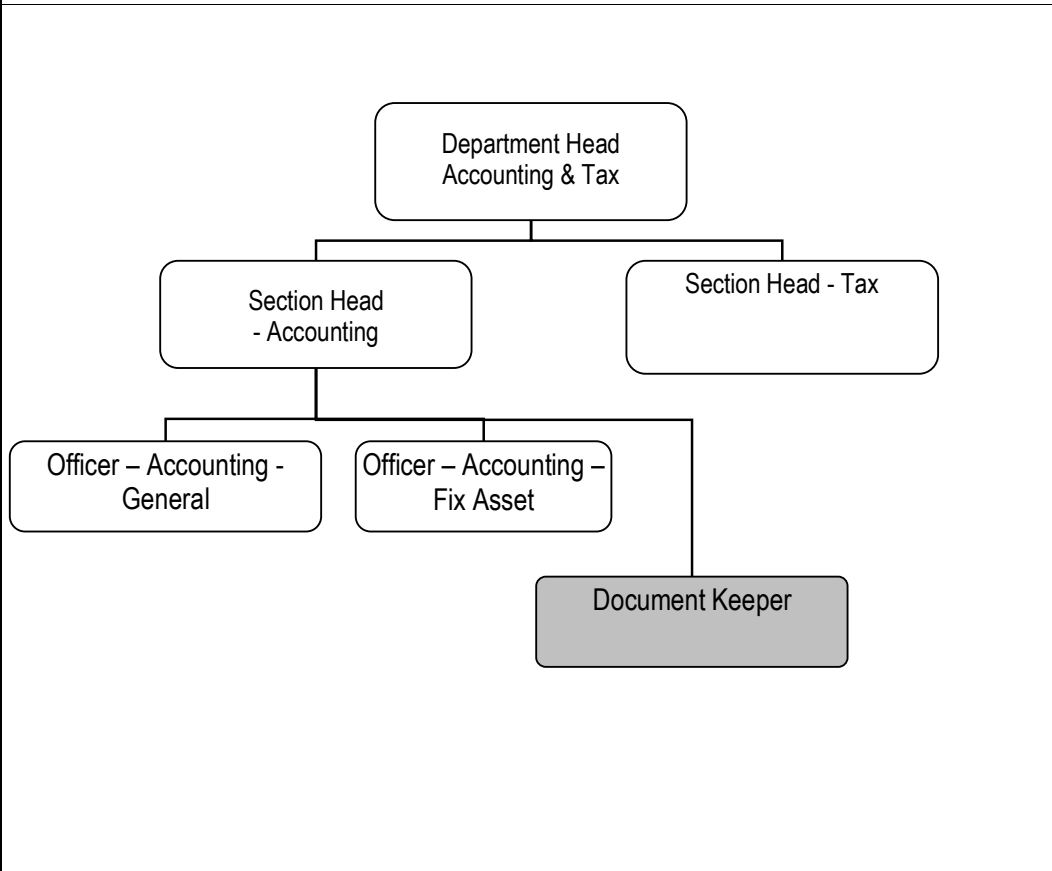 Department Head
Accounting & Tax
Section Head
- Accounting
Section Head - Tax
Officer – Accounting -
General
Officer – Accounting –
Fix Asset
Document Keeper